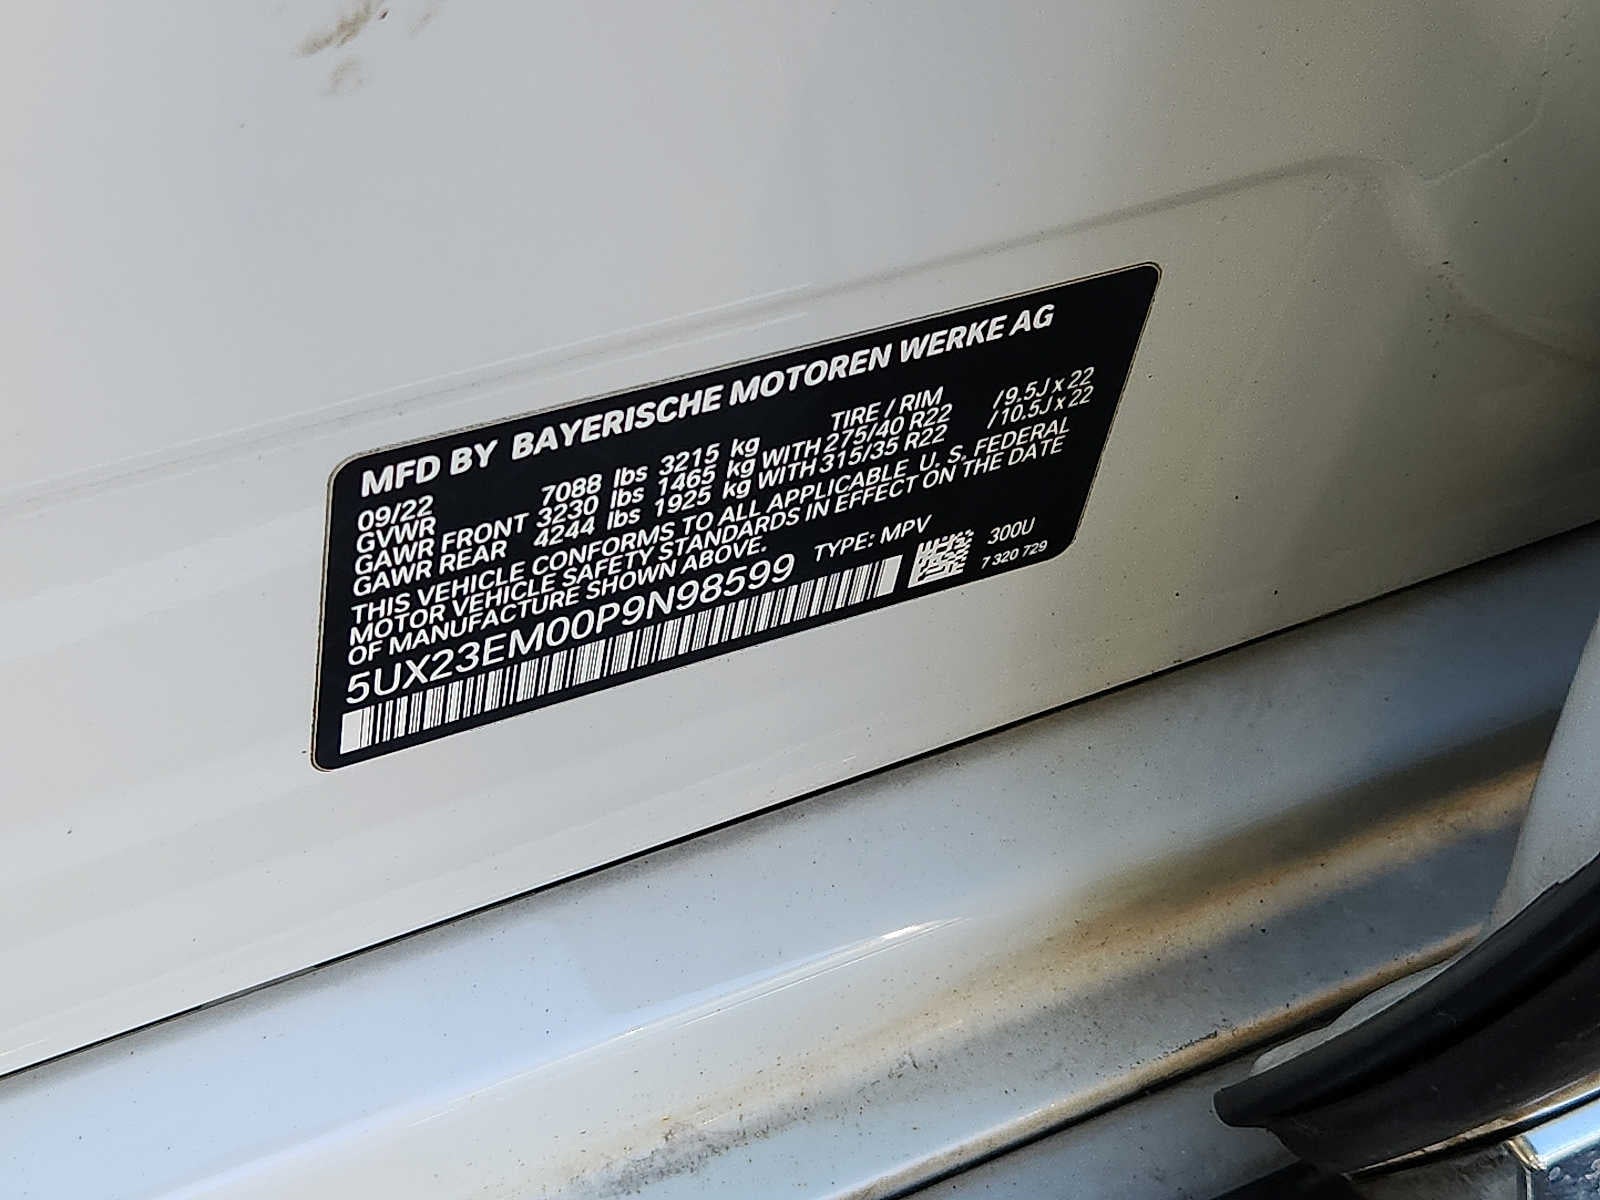 MFD BY BAYERISCHE MOTOREN WERKE AG
09/22 TIRE / RIM
GVWR 7088 lbs 3215 kg
GAWR FRONT 3230 lbs 1465 kg WITH 275/40 R22 /9.5J x 22
GAWR REAR 4244 lbs 1925 kg WITH 315/35 R22 /10.5J x 22
THIS VEHICLE CONFORMS TO ALL APPLICABLE U. S. FEDERAL
MOTOR VEHICLE SAFETY STANDARDS IN EFFECT ON THE DATE
OF MANUFACTURE SHOWN ABOVE.
5UX23EM00P9N98599 TYPE: MPV 300U
7 320 729